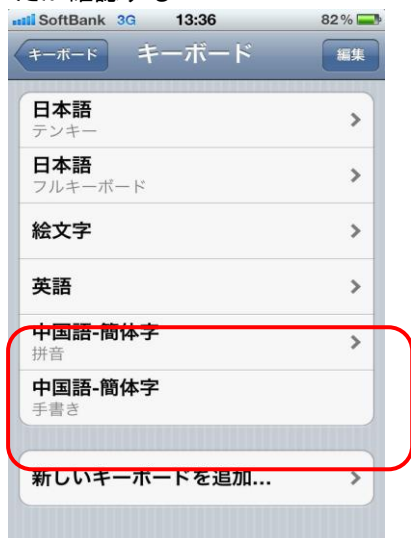 SoftBank 3G 13:36 82%
キーボード キーボード 編集
日本語
テンキー
日本語
フルキーボード
絵文字
英語
中国語-簡体字
拼音
中国語-簡体字
手書き
新しいキーボードを追加...